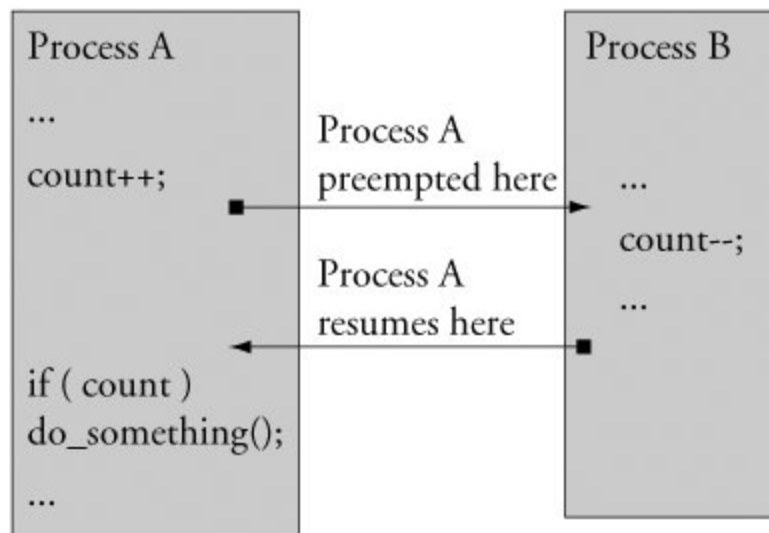 Process A
...
count++;
Process A
preempted here
Process A
resumes here
if ( count )
do_something();
...
Process B
...
count--;
...